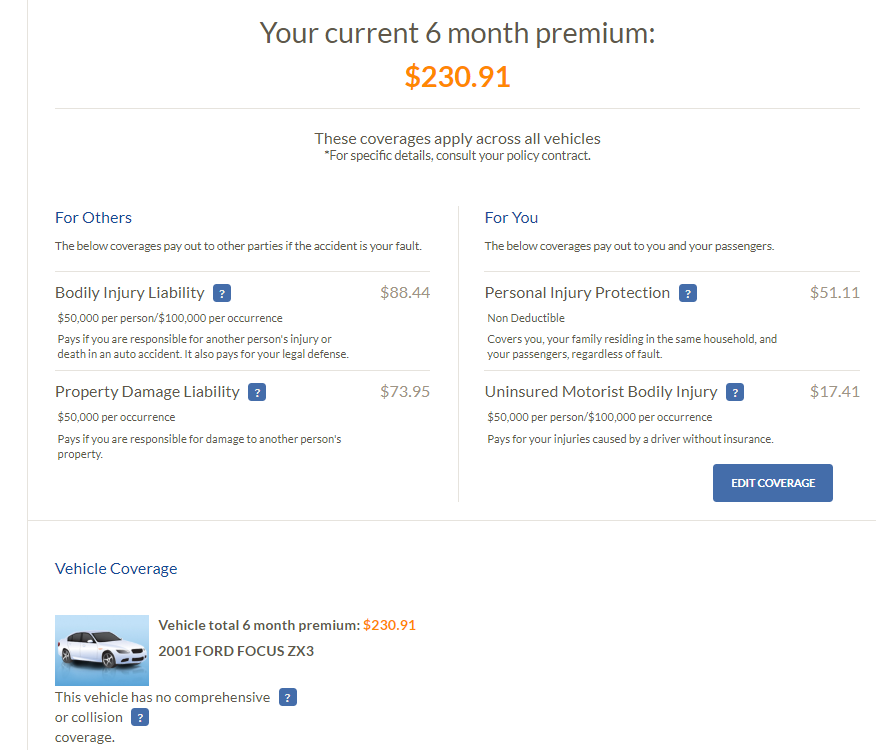 Your current 6 month premium:
$230.91
These coverages apply across all vehicles
*For specific details, consult your policy contract.
For Others
The below coverages pay out to other parties if the accident is your fault.
Bodily Injury Liability ? $88.44
$50,000 per person/$100,000 per occurrence
Pays if you are responsible for another person's injury or
death in an auto accident. It also pays for your legal defense.
Property Damage Liability ? $73.95
$50,000 per occurrence
Pays if you are responsible for damage to another person's
property.
For You
The below coverages pay out to you and your passengers.
Personal Injury Protection ? $51.11
Non Deductible
Covers you, your family residing in the same household, and
your passengers, regardless of fault.
Uninsured Motorist Bodily Injury ? $17.41
$50,000 per person/$100,000 per occurrence
Pays for your injuries caused by a driver without insurance.
EDIT COVERAGE
Vehicle Coverage
Vehicle total 6 month premium: $230.91
2001 FORD FOCUS ZX3
This vehicle has no comprehensive ?
or collision ?
coverage.